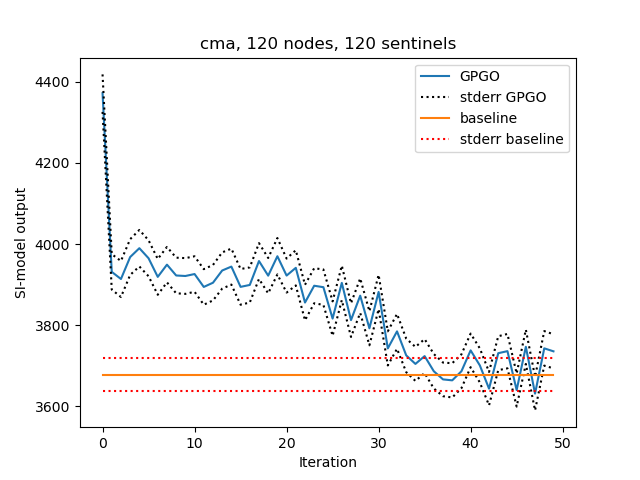 cma, 120 nodes, 120 sentinels
GPGO
stderr GPGO
baseline
stderr baseline
SI-model output
4400
4200
4000
3800
3600
0 10 20 30 40 50
Iteration